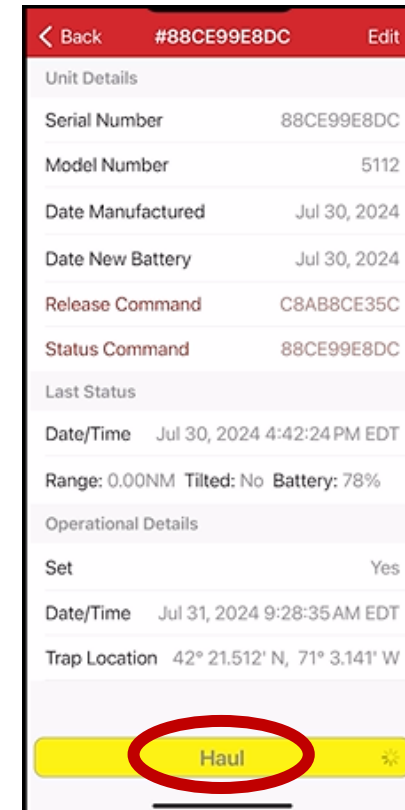 Back #88CE99E8DC Edit
Unit Details
Serial Number 88CE99E8DC
Model Number 5112
Date Manufactured Jul 30, 2024
Date New Battery Jul 30, 2024
Release Command C8AB8CE35C
Status Command 88CE99E8DC
Last Status
Date/Time Jul 30, 2024 4:42:24 PM EDT
Range: 0.00NM Tilted: No Battery: 78%
Operational Details
Set Yes
Date/Time Jul 31, 2024 9:28:35 AM EDT
Trap Location 42° 21.512' N, 71° 3.141' W
Haul